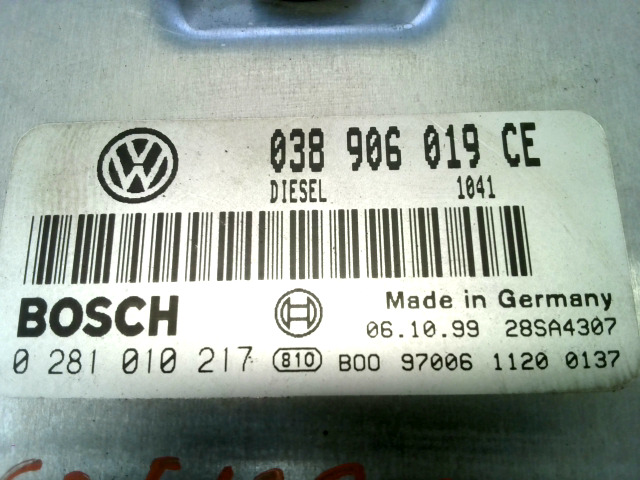 VW 038 906 019 CE
DIESEL 1041
BOSCH Made in Germany
06.10.99 28SA4307
0 281 010 217 810 B00 97006 1120 0137